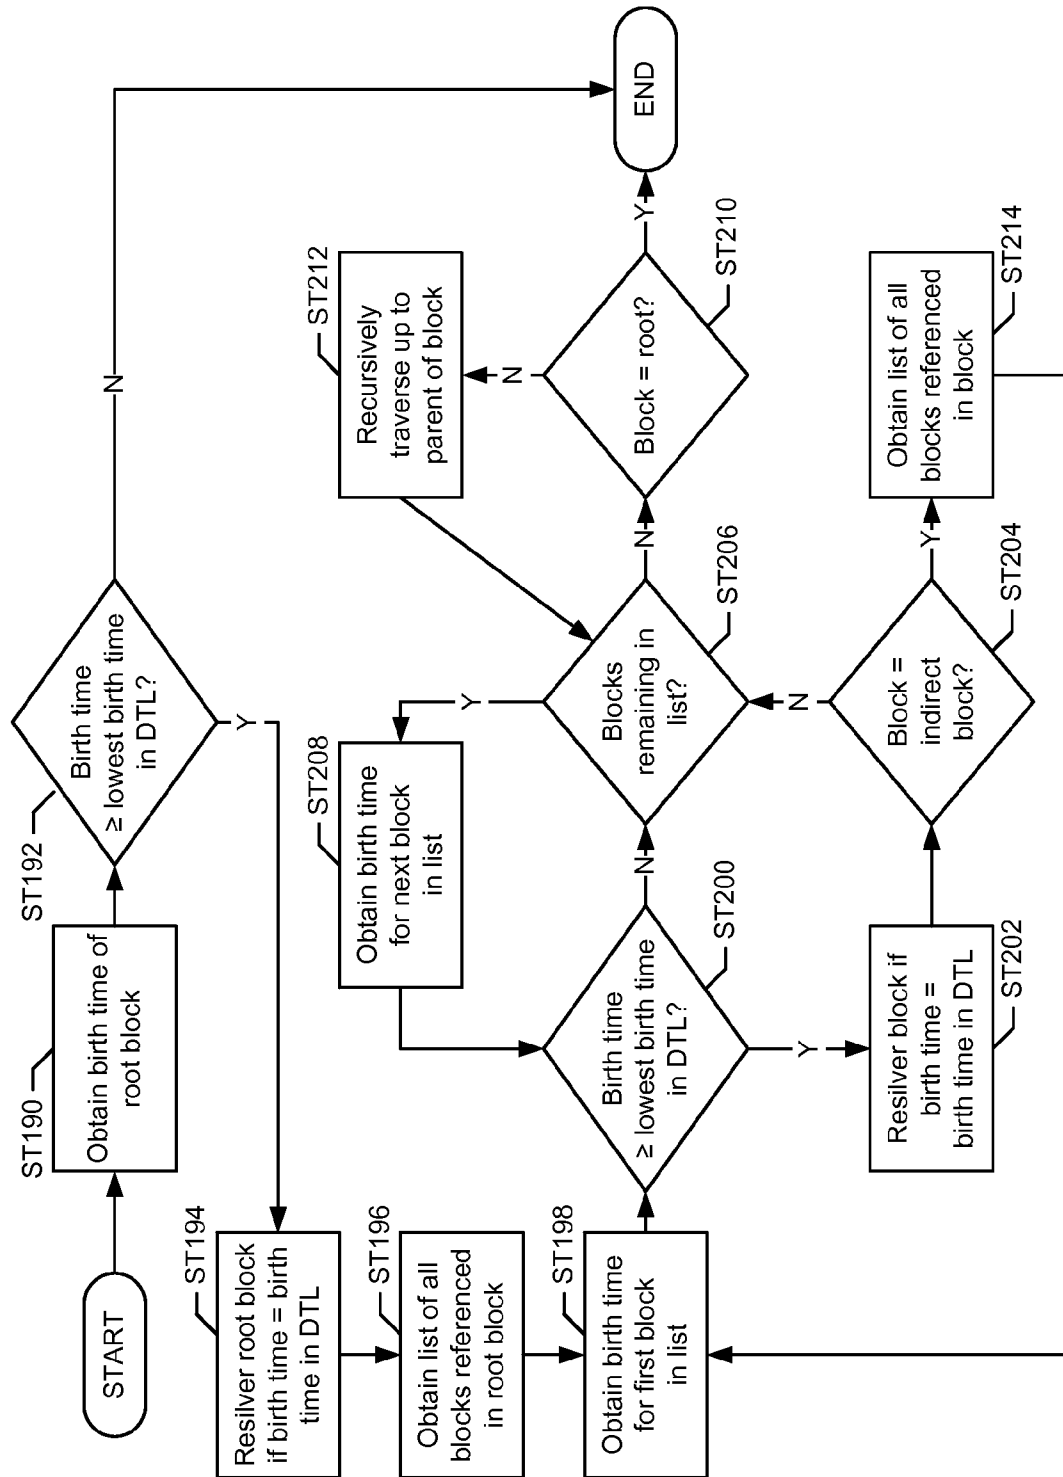 START
ST190
Obtain birth time of
root block
ST192
Birth time
≥ lowest birth time
in DTL?
N
Y
ST194
Resilver root block
if birth time = birth
time in DTL
ST196
Obtain list of all
blocks referenced
in root block
ST198
Obtain birth time
for first block
in list
ST200
Birth time
≥ lowest birth time
in DTL?
N
Y
ST202
Resilver block if
birth time =
birth time in DTL
ST204
Block =
indirect
block?
N
Y
ST206
Blocks
remaining in
list?
Y
N
ST208
Obtain birth time
for next block
in list
ST210
Block = root?
N
Y
ST212
Recursively
traverse up to
parent of block
ST214
Obtain list of all
blocks referenced
in block
END